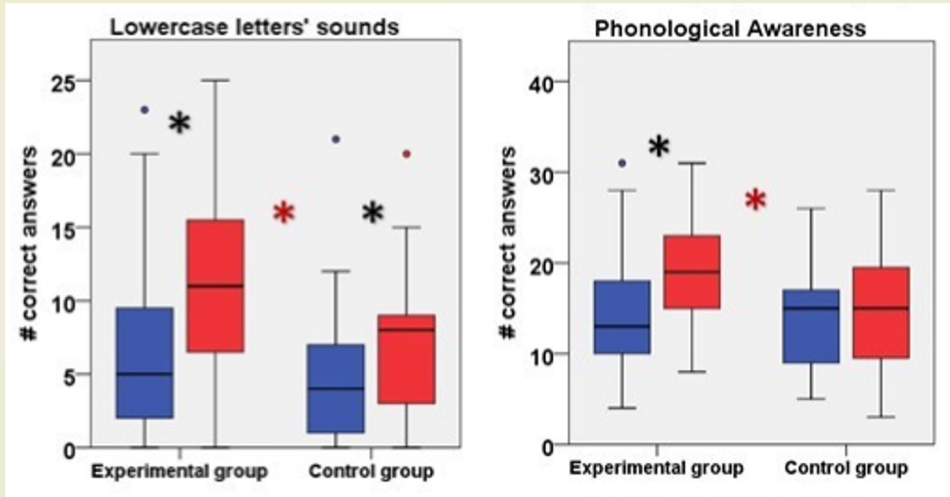 Lowercase letters' sounds
# correct answers
25
20
15
10
5
0
*
*
*
Experimental group
Control group
Phonological Awareness
# correct answers
40
30
20
10
0
*
*
Experimental group
Control group